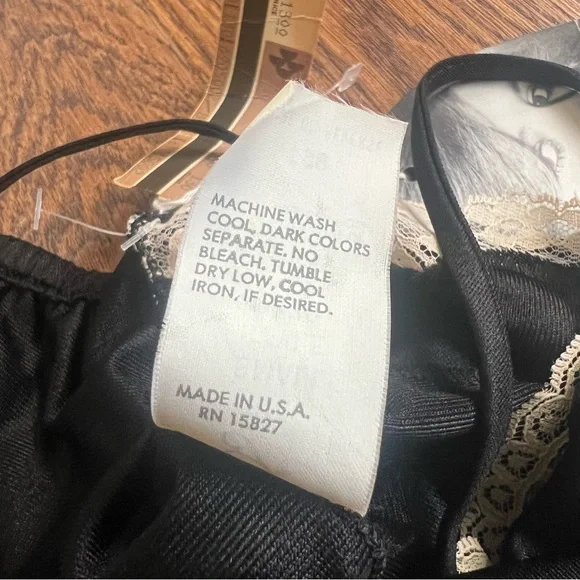 MACHINE WASH
COOL, DARK COLORS
SEPARATE. NO
BLEACH. TUMBLE
DRY LOW, COOL
IRON, IF DESIRED.
MADE IN U.S.A.
RN 15827